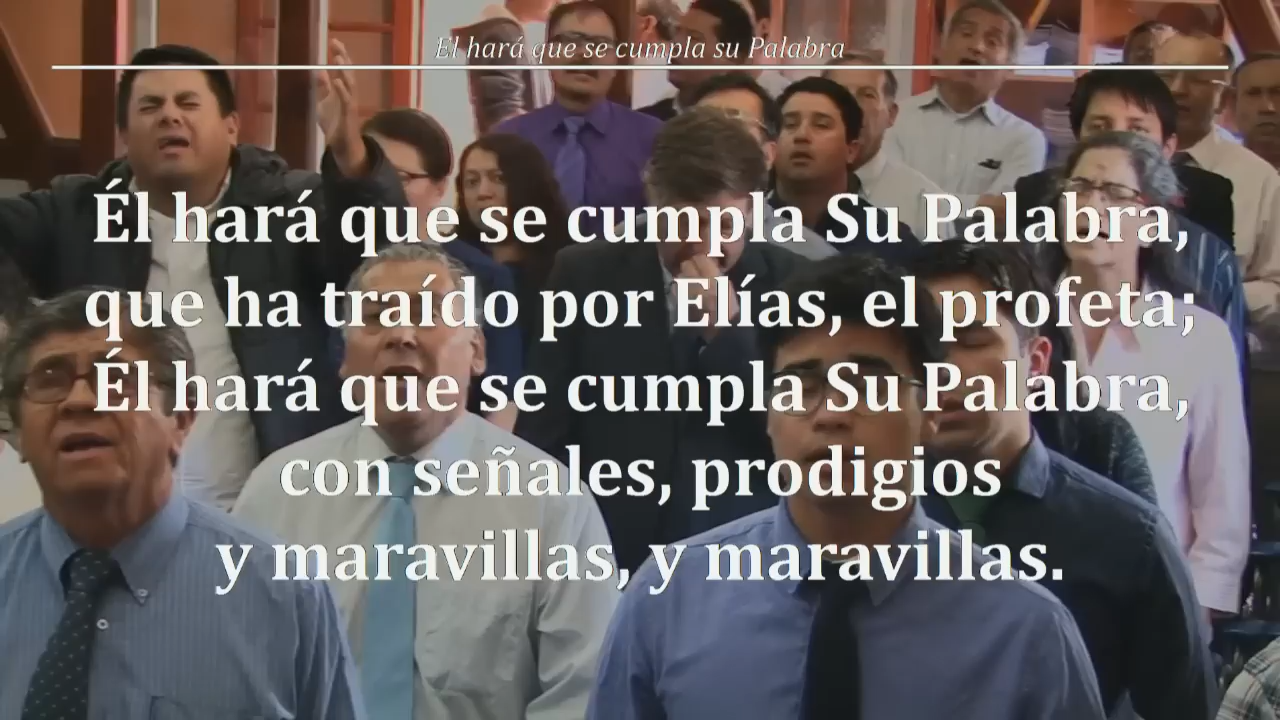 El hará que se cumpla su Palabra
Él hará que se cumpla Su Palabra,
que ha traído por Elías, el profeta;
Él hará que se cumpla Su Palabra,
con señales, prodigios
y maravillas, y maravillas.